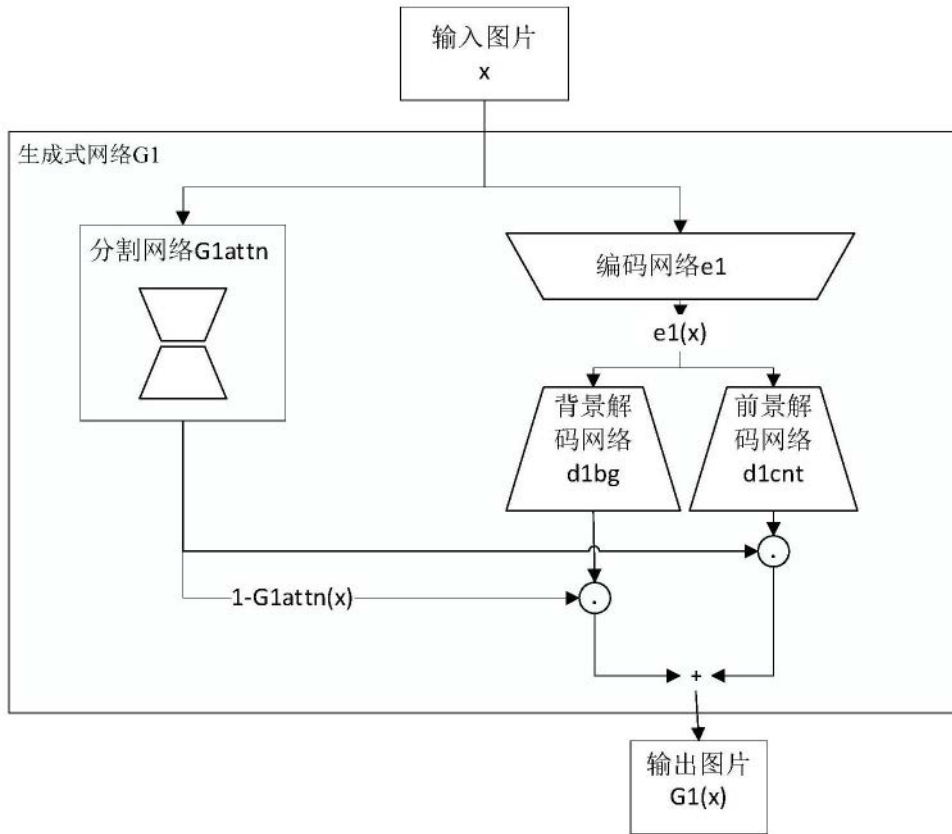 输入图片
x
生成式网络G1
分割网络G1attn
编码网络e1
e1(x)
背景解
码网络
d1bg
前景解
码网络
d1cnt
.
1-G1attn(x)
.
+
输出图片
G1(x)